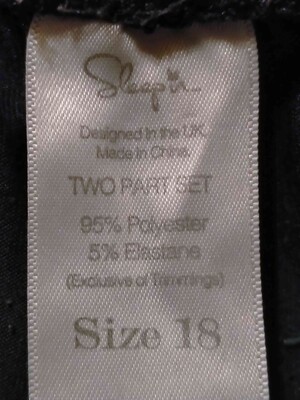 Sleep in
Designed in the UK.
Made in China.
TWO PART SET
95% Polyester
5% Elastane
(Exclusive of Trimmings)
Size 18